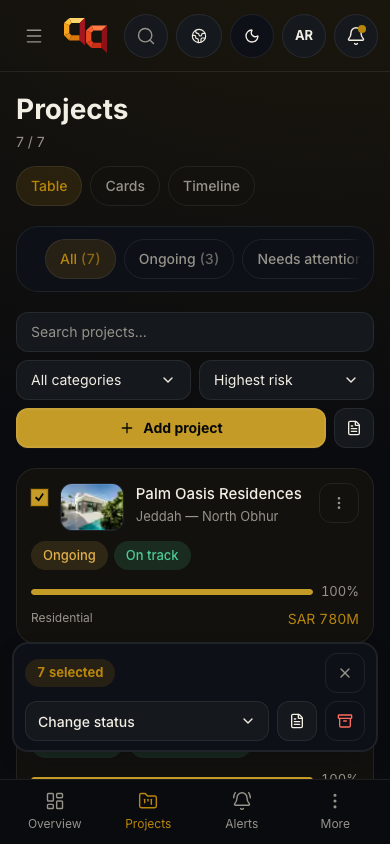 AR
Projects
7 / 7
Table
Cards
Timeline
All (7)
Ongoing (3)
Needs attention
Search projects...
All categories
Highest risk
Add project
Palm Oasis Residences
Jeddah — North Obhur
Ongoing
On track
100%
Residential
SAR 780M
7 selected
Change status
100%
Overview
Projects
Alerts
More